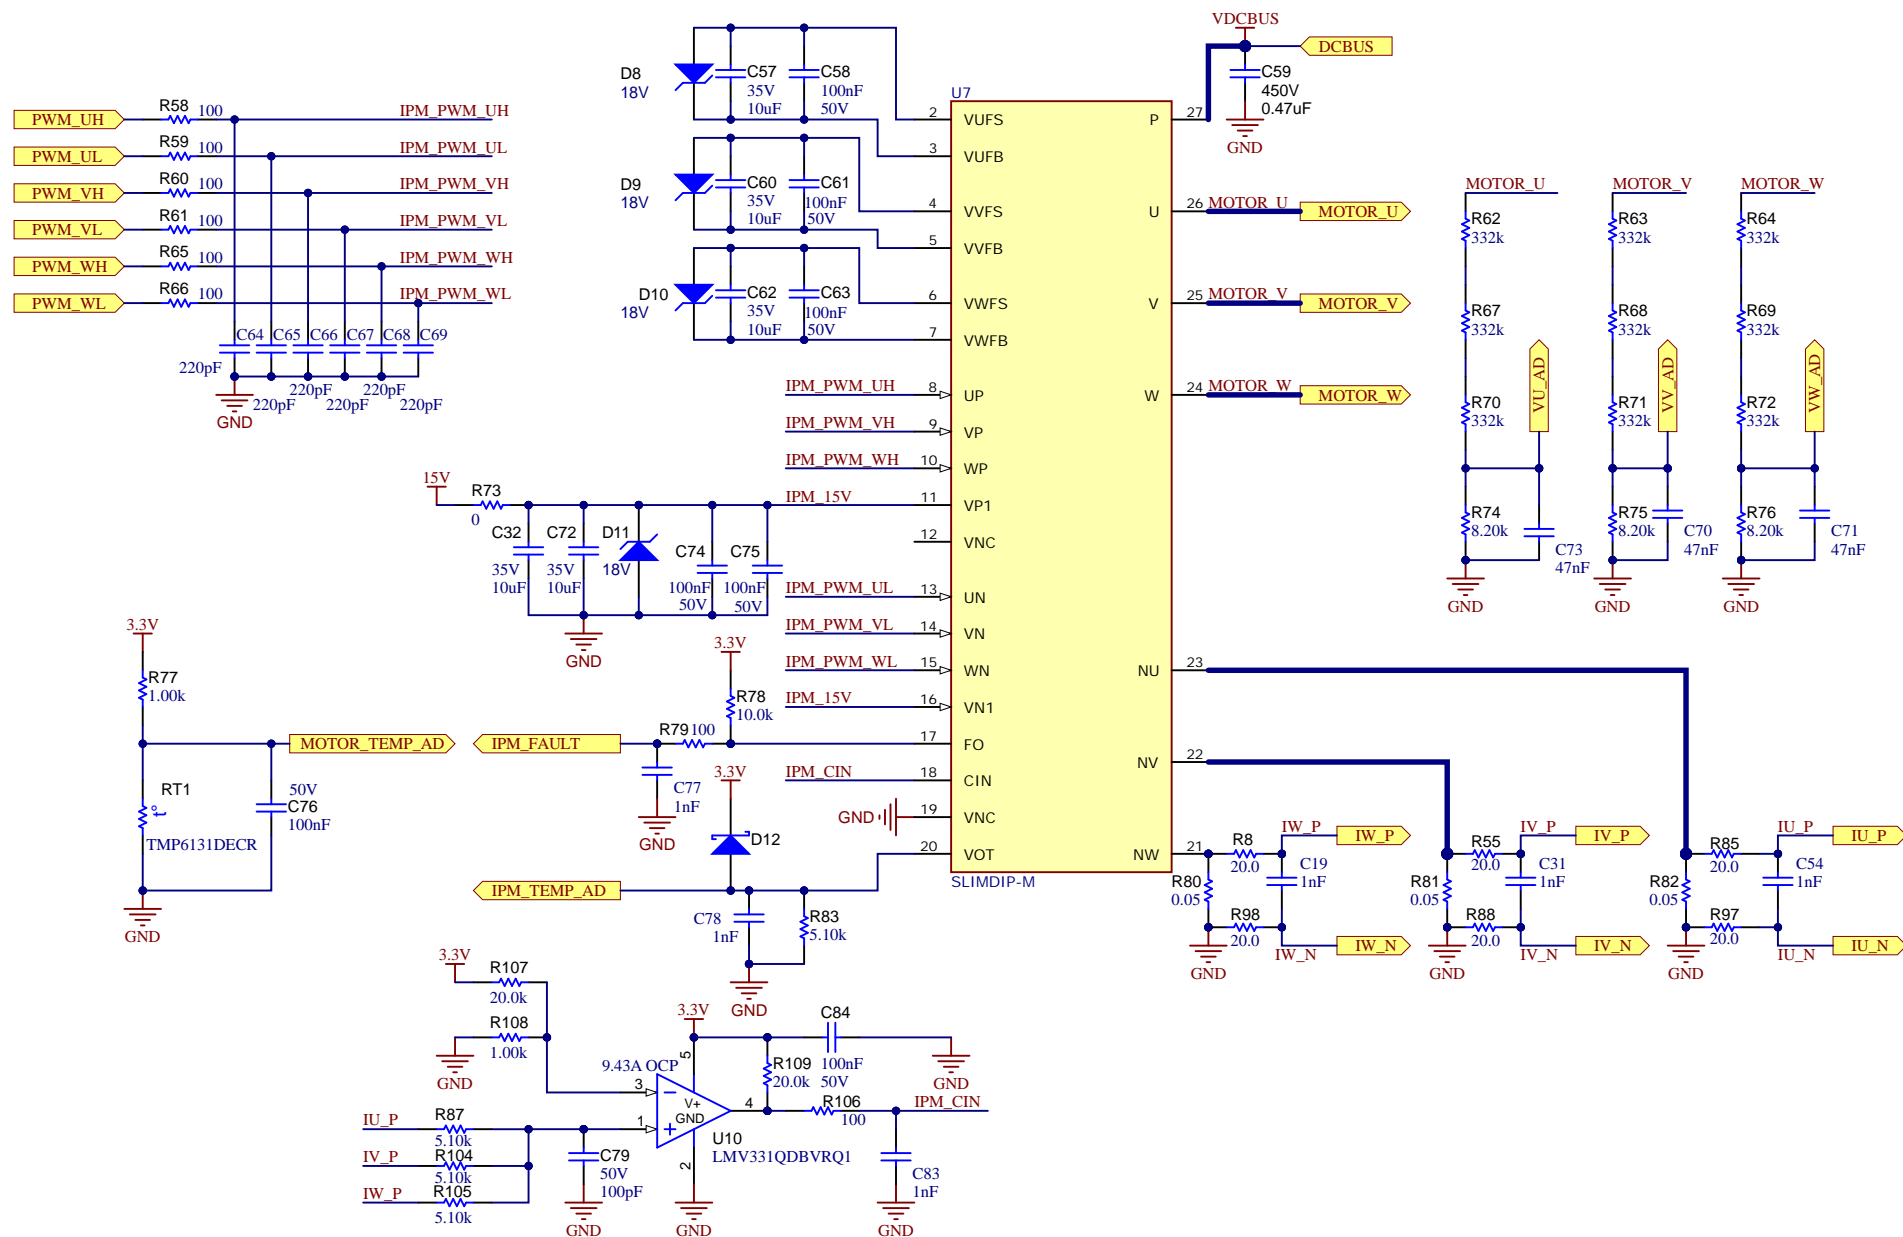 PWM_UH
R58
100
IPM_PWM_UH
PWM_UL
R59
100
IPM_PWM_UL
PWM_VH
R60
100
IPM_PWM_VH
PWM_VL
R61
100
IPM_PWM_VL
PWM_WH
R65
100
IPM_PWM_WH
PWM_WL
R66
100
IPM_PWM_WL
C64
C65
C66
C67
C68
C69
220pF
220pF
220pF
220pF
220pF
220pF
GND
D8
18V
C57
35V
10uF
C58
100nF
50V
D9
18V
C60
35V
10uF
C61
100nF
50V
D10
18V
C62
35V
10uF
C63
100nF
50V
U7
2
VUFS
3
VUFB
4
VVFS
5
VVFB
6
VWFS
7
VWFB
IPM_PWM_UH
8
UP
IPM_PWM_VH
9
VP
IPM_PWM_WH
10
WP
IPM_15V
11
VP1
12
VNC
IPM_PWM_UL
13
UN
IPM_PWM_VL
14
VN
IPM_PWM_WL
15
WN
IPM_15V
16
VN1
17
FO
IPM_CIN
18
CIN
GND
19
VNC
20
VOT
P
27
U
26
V
25
W
24
NU
23
NV
22
NW
21
SLIMDIP-M
VDCBUS
DCBUS
C59
450V
0.47uF
GND
MOTOR_U
MOTOR_U
MOTOR_V
MOTOR_V
MOTOR_W
MOTOR_W
MOTOR_U
R62
332k
R67
332k
R70
332k
VU_AD
R74
8.20k
C73
47nF
GND
MOTOR_V
R63
332k
R68
332k
R71
332k
VV_AD
R75
8.20k
C70
47nF
GND
MOTOR_W
R64
332k
R69
332k
R72
332k
VW_AD
R76
8.20k
C71
47nF
GND
15V
R73
0
C32
35V
10uF
C72
35V
10uF
D11
18V
C74
100nF
50V
C75
100nF
50V
GND
3.3V
R77
1.00k
MOTOR_TEMP_AD
RT1
t°
TMP6131DECR
50V
C76
100nF
GND
IPM_FAULT
R79
100
3.3V
R78
10.0k
C77
1nF
GND
3.3V
D12
IPM_TEMP_AD
C78
1nF
R83
5.10k
GND
R80
0.05
R8
20.0
IW_P
IW_P
C19
1nF
R98
20.0
IW_N
IW_N
GND
R81
0.05
R55
20.0
IV_P
IV_P
C31
1nF
R88
20.0
IV_N
IV_N
GND
R82
0.05
R85
20.0
IU_P
IU_P
C54
1nF
R97
20.0
IU_N
IU_N
GND
3.3V
R107
20.0k
R108
1.00k
GND
9.43A OCP
3.3V
5
3
1
V+
GND
4
2
U10
LMV331QDBVRQ1
GND
R109
20.0k
C84
100nF
50V
GND
R106
100
IPM_CIN
C83
1nF
GND
IU_P
R87
5.10k
IV_P
R104
5.10k
IW_P
R105
5.10k
C79
50V
100pF
GND